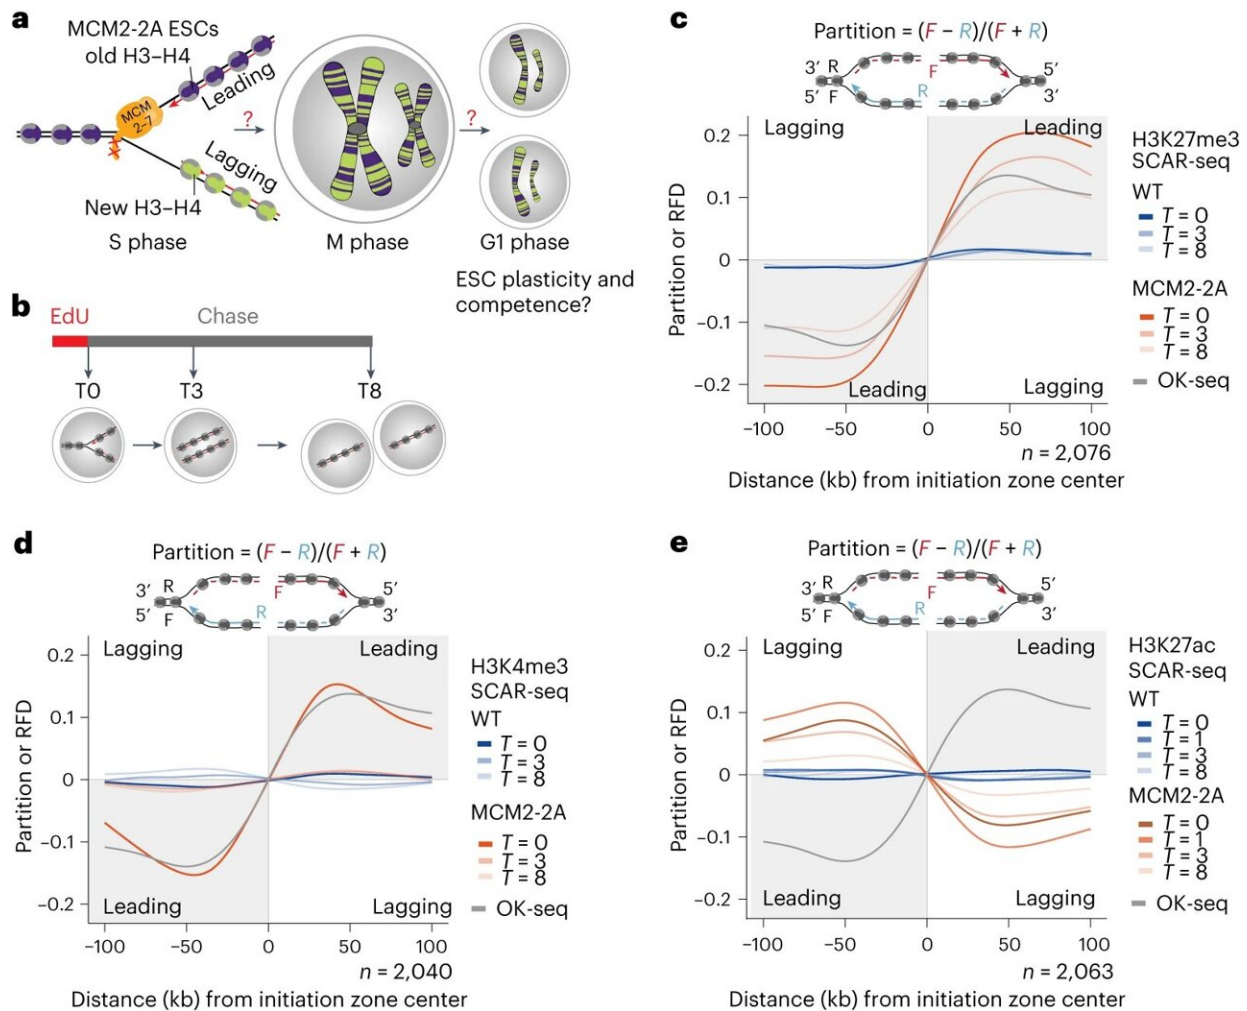 a
MCM2-2A ESCs
old H3–H4
Leading
MCM
2–7
Lagging
New H3–H4
S phase
?
M phase
?
G1 phase
ESC plasticity and
competence?
b
EdU
Chase
T0
T3
T8
c
Partition = (F − R)/(F + R)
3′ R
5′ F
F
R
5′
3′
Partition or RFD
0.2
0.1
0
−0.1
−0.2
Lagging
Leading
Leading
Lagging
−100
−50
0
50
100
n = 2,076
Distance (kb) from initiation zone center
H3K27me3
SCAR-seq
WT
T = 0
T = 3
T = 8
MCM2-2A
T = 0
T = 3
T = 8
OK-seq
d
Partition = (F − R)/(F + R)
3′ R
5′ F
F
R
5′
3′
Partition or RFD
0.2
0.1
0
−0.1
−0.2
Lagging
Leading
Leading
Lagging
−100
−50
0
50
100
n = 2,040
Distance (kb) from initiation zone center
H3K4me3
SCAR-seq
WT
T = 0
T = 3
T = 8
MCM2-2A
T = 0
T = 3
T = 8
OK-seq
e
Partition = (F − R)/(F + R)
3′ R
5′ F
F
R
5′
3′
Partition or RFD
0.2
0.1
0
−0.1
−0.2
Lagging
Leading
Leading
Lagging
−100
−50
0
50
100
n = 2,063
Distance (kb) from initiation zone center
H3K27ac
SCAR-seq
WT
T = 0
T = 1
T = 3
T = 8
MCM2-2A
T = 0
T = 1
T = 3
T = 8
OK-seq